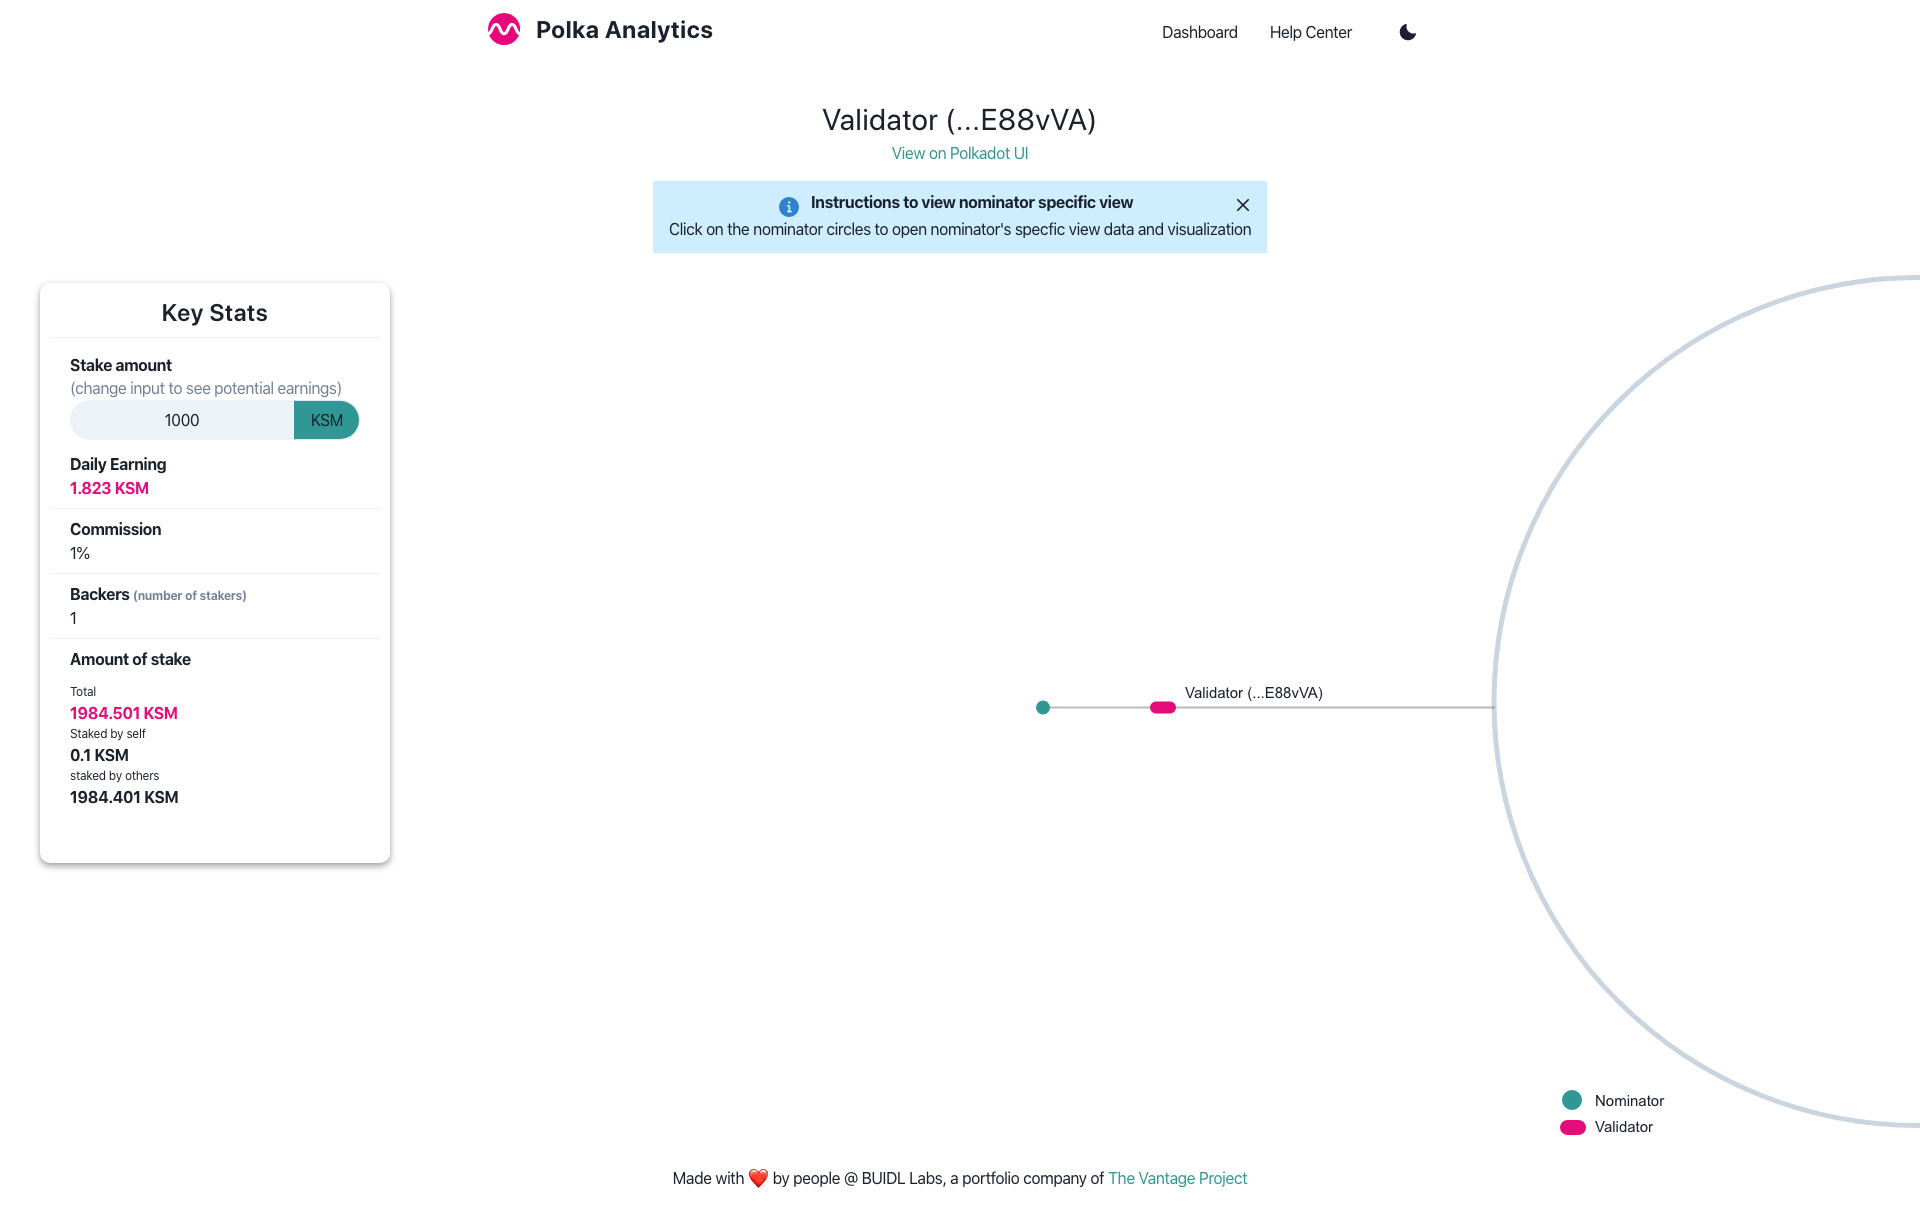 Polka Analytics
Dashboard
Help Center
Validator (...E88vVA)
View on Polkadot UI
Instructions to view nominator specific view
Click on the nominator circles to open nominator's specfic view data and visualization
Key Stats
Stake amount
(change input to see potential earnings)
1000 KSM
Daily Earning
1.823 KSM
Commission
1%
Backers (number of stakers)
1
Amount of stake
Total
1984.501 KSM
Staked by self
0.1 KSM
staked by others
1984.401 KSM
Validator (...E88vVA)
Nominator
Validator
Made with ❤️ by people @ BUIDL Labs, a portfolio company of The Vantage Project